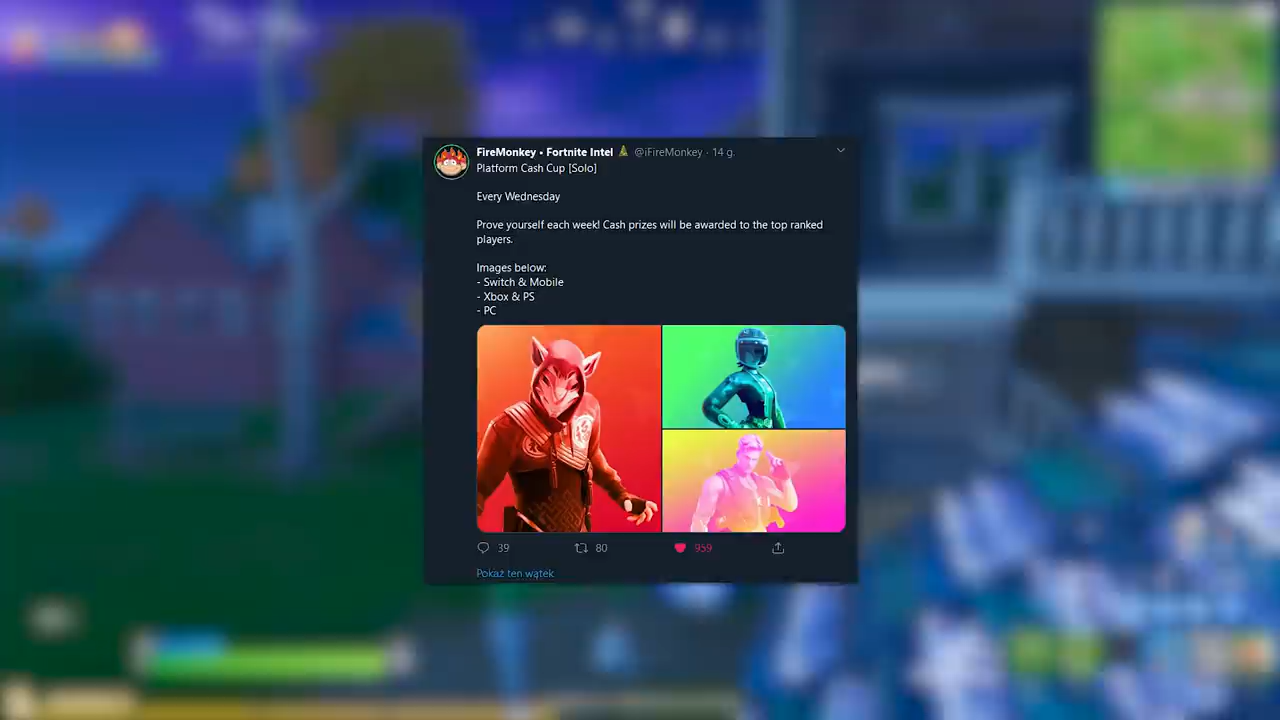 FireMonkey • Fortnite Intel 🎄 @iFireMonkey · 14 g.
Platform Cash Cup [Solo]
Every Wednesday
Prove yourself each week! Cash prizes will be awarded to the top ranked
players.
Images below:
- Switch & Mobile
- Xbox & PS
- PC
39 80 959
Pokaż ten wątek